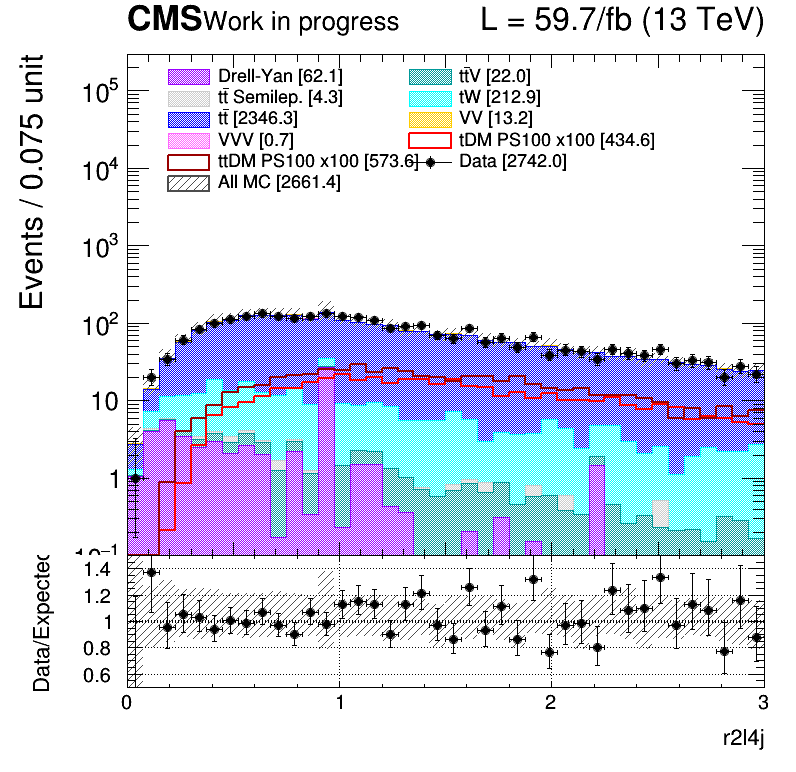 CMS Work in progress L = 59.7/fb (13 TeV)
Events / 0.075 unit
10⁵
10⁴
10³
10²
10
1
10⁻¹
Drell-Yan [62.1]
tt̄V [22.0]
tt̄ Semilep. [4.3]
tW [212.9]
tt̄ [2346.3]
VV [13.2]
VVV [0.7]
tDM PS100 x100 [434.6]
ttDM PS100 x100 [573.6]
Data [2742.0]
All MC [2661.4]
Data/Expected
1.4
1.2
1
0.8
0.6
0 1 2 3
r2l4j